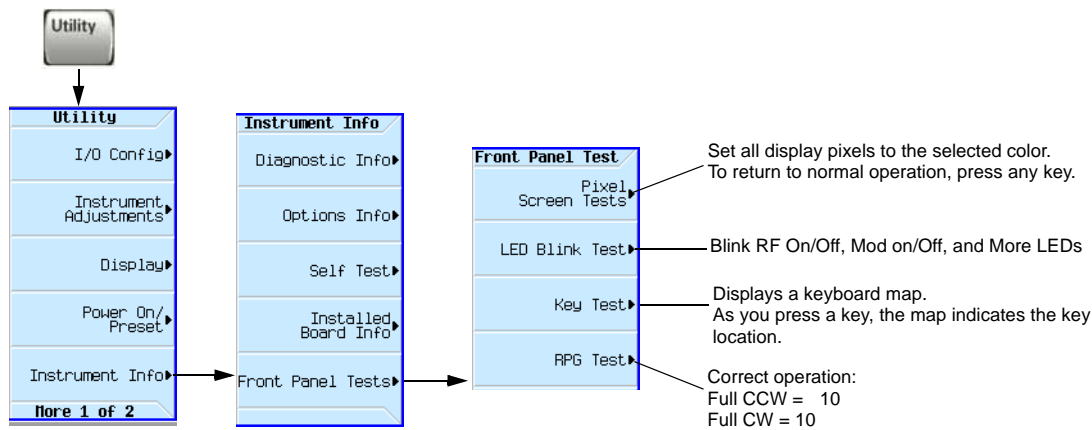 Utility
Utility
I/O Config
Instrument
Adjustments
Display
Power On/
Preset
Instrument Info
More 1 of 2
Instrument Info
Diagnostic Info
Options Info
Self Test
Installed
Board Info
Front Panel Tests
Front Panel Test
Pixel
Screen Tests
LED Blink Test
Key Test
RPG Test
Set all display pixels to the selected color.
To return to normal operation, press any key.
Blink RF On/Off, Mod on/Off, and More LEDs
Displays a keyboard map.
As you press a key, the map indicates the key
location.
Correct operation:
Full CCW = 10
Full CW = 10